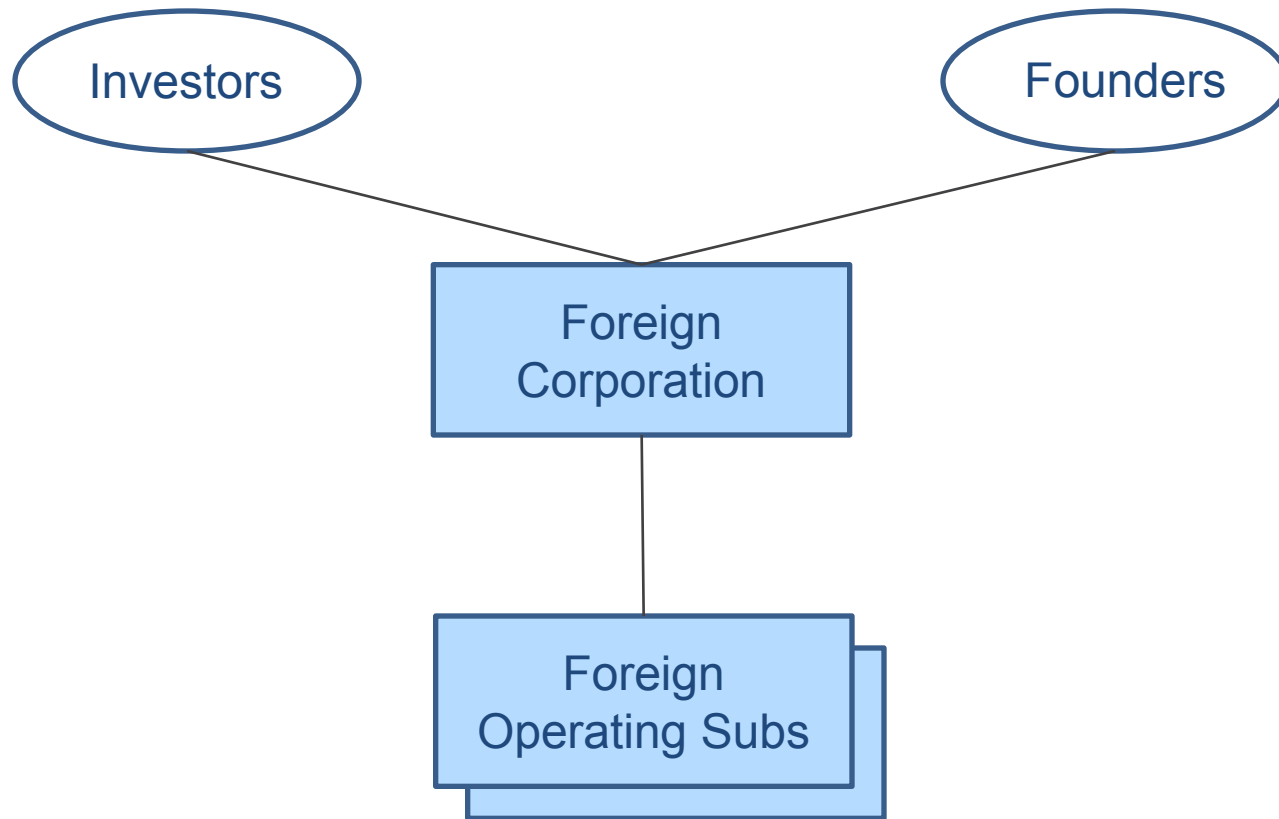 Investors
Founders
Foreign
Corporation
Foreign
Operating Subs